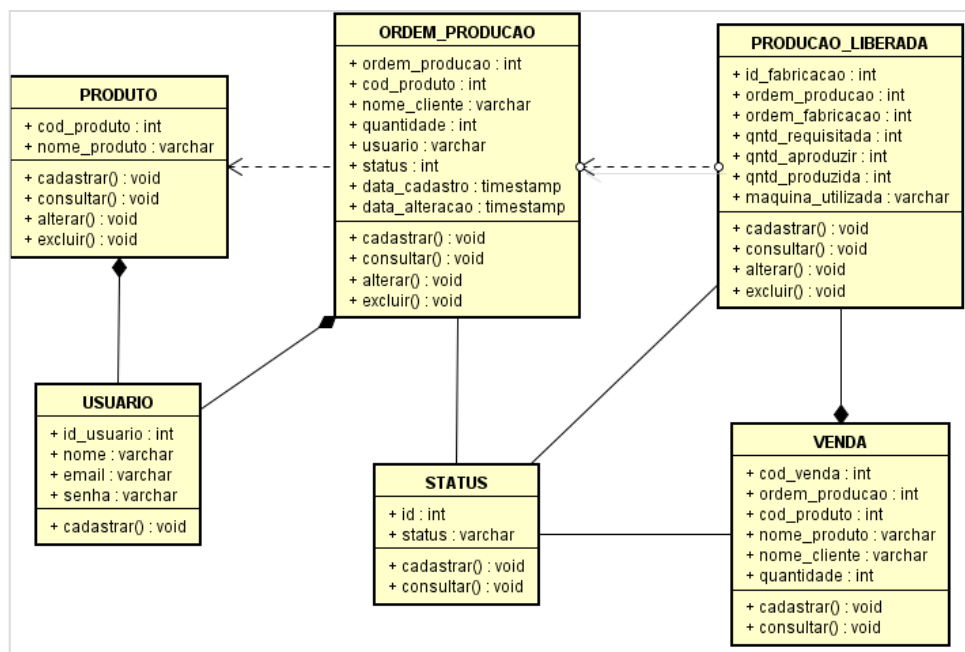 PRODUTO
+ cod_produto : int
+ nome_produto : varchar
+ cadastrar() : void
+ consultar() : void
+ alterar() : void
+ excluir() : void
ORDEM_PRODUCAO
+ ordem_producao : int
+ cod_produto : int
+ nome_cliente : varchar
+ quantidade : int
+ usuario : varchar
+ status : int
+ data_cadastro : timestamp
+ data_alteracao : timestamp
+ cadastrar() : void
+ consultar() : void
+ alterar() : void
+ excluir() : void
PRODUCAO_LIBERADA
+ id_fabricacao : int
+ ordem_producao : int
+ ordem_fabricacao : int
+ qntd_requisitada : int
+ qntd_aproduzir : int
+ qntd_produzida : int
+ maquina_utilizada : varchar
+ cadastrar() : void
+ consultar() : void
+ alterar() : void
+ excluir() : void
USUARIO
+ id_usuario : int
+ nome : varchar
+ email : varchar
+ senha : varchar
+ cadastrar() : void
STATUS
+ id : int
+ status : varchar
+ cadastrar() : void
+ consultar() : void
VENDA
+ cod_venda : int
+ ordem_producao : int
+ cod_produto : int
+ nome_produto : varchar
+ nome_cliente : varchar
+ quantidade : int
+ cadastrar() : void
+ consultar() : void